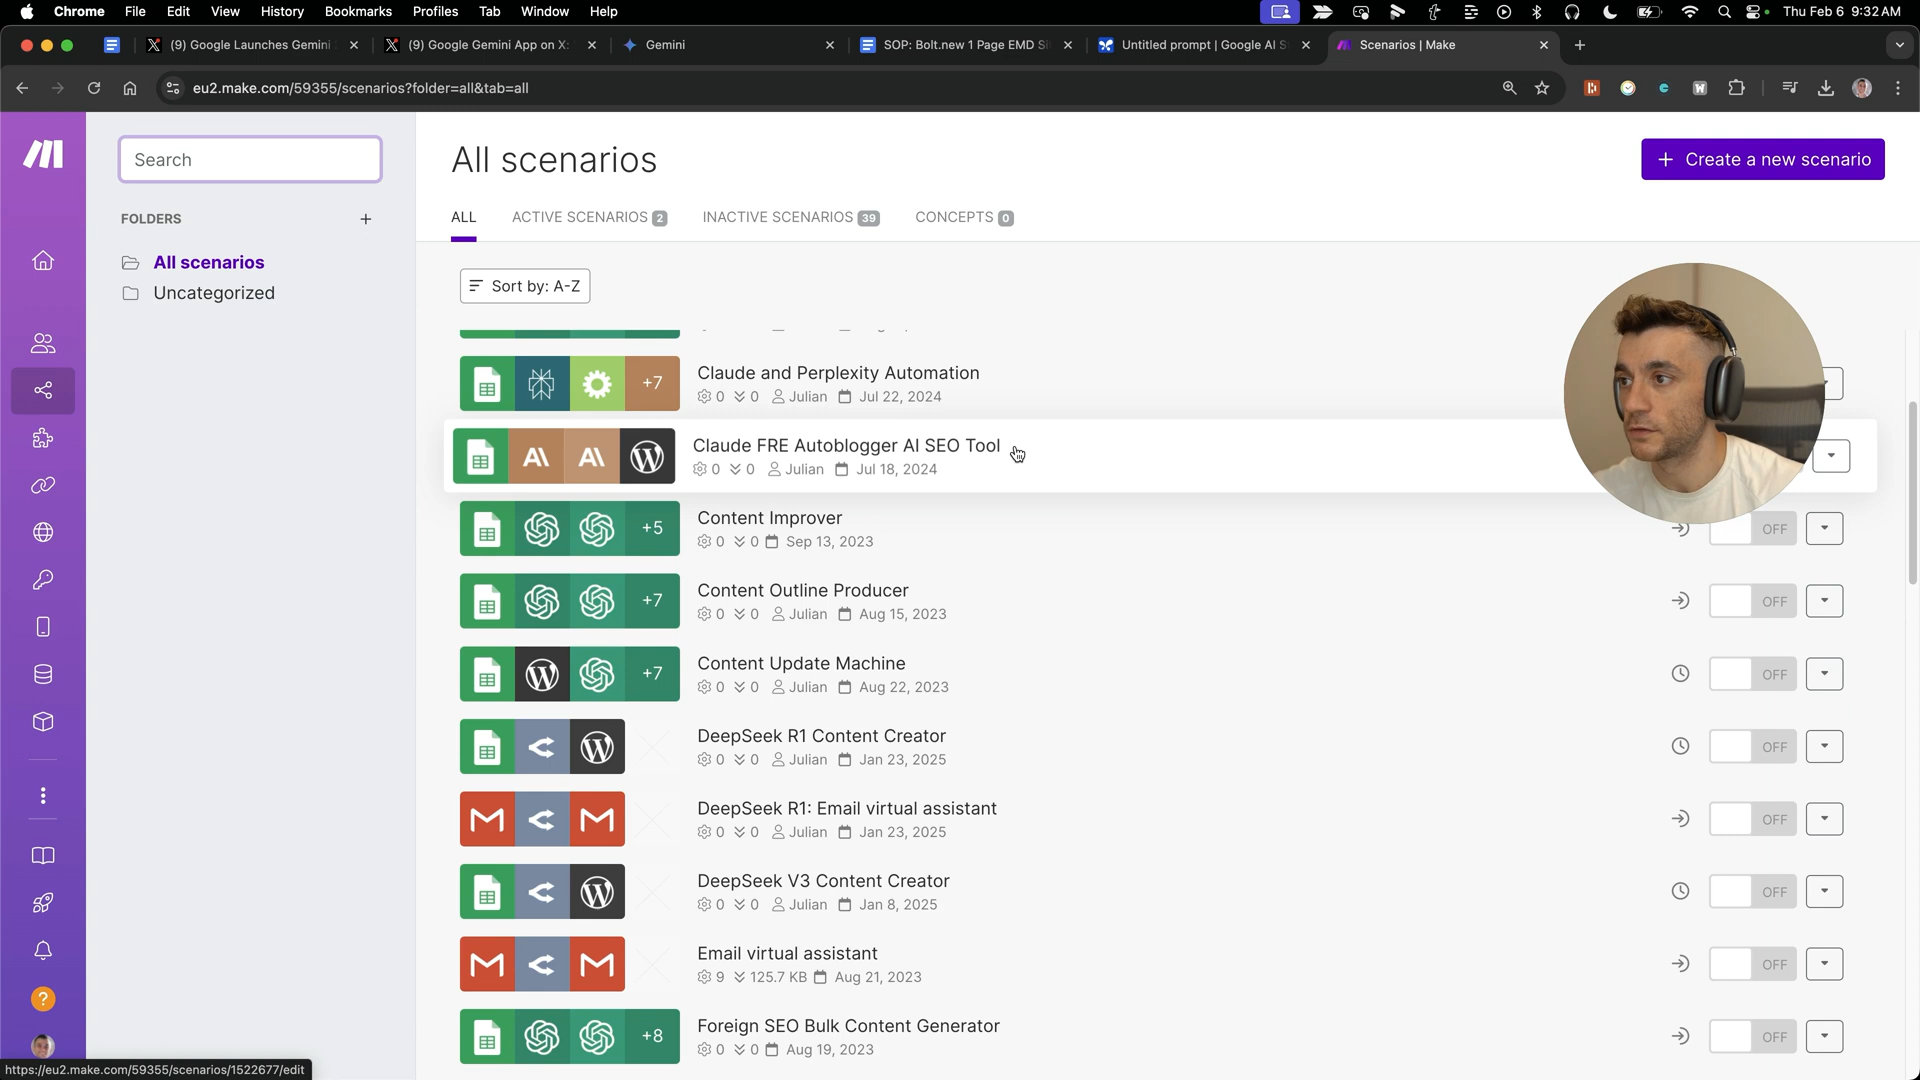 Chrome File Edit View History Bookmarks Profiles Tab Window Help Thu Feb 6 9:32 AM
(9) Google Launches Gemini (9) Google Gemini App on X: Gemini SOP: Bolt.new 1 Page EMD Si Untitled prompt | Google AI S Scenarios | Make
eu2.make.com/59355/scenarios?folder=all&tab=all
Search
FOLDERS
All scenarios
Uncategorized
All scenarios
Create a new scenario
ALL ACTIVE SCENARIOS 2 INACTIVE SCENARIOS 39 CONCEPTS 0
Sort by: A-Z
+7 Claude and Perplexity Automation
0 0 Julian Jul 22, 2024
Claude FRE Autoblogger AI SEO Tool
0 0 Julian Jul 18, 2024
+5 Content Improver OFF
0 0 Sep 13, 2023
+7 Content Outline Producer OFF
0 0 Julian Aug 15, 2023
+7 Content Update Machine OFF
0 0 Julian Aug 22, 2023
DeepSeek R1 Content Creator OFF
0 0 Julian Jan 23, 2025
DeepSeek R1: Email virtual assistant OFF
0 0 Julian Jan 23, 2025
DeepSeek V3 Content Creator OFF
0 0 Julian Jan 8, 2025
Email virtual assistant OFF
9 125.7 KB Aug 21, 2023
+8 Foreign SEO Bulk Content Generator OFF
0 0 Aug 19, 2023
https://eu2.make.com/59355/scenarios/1522677/edit